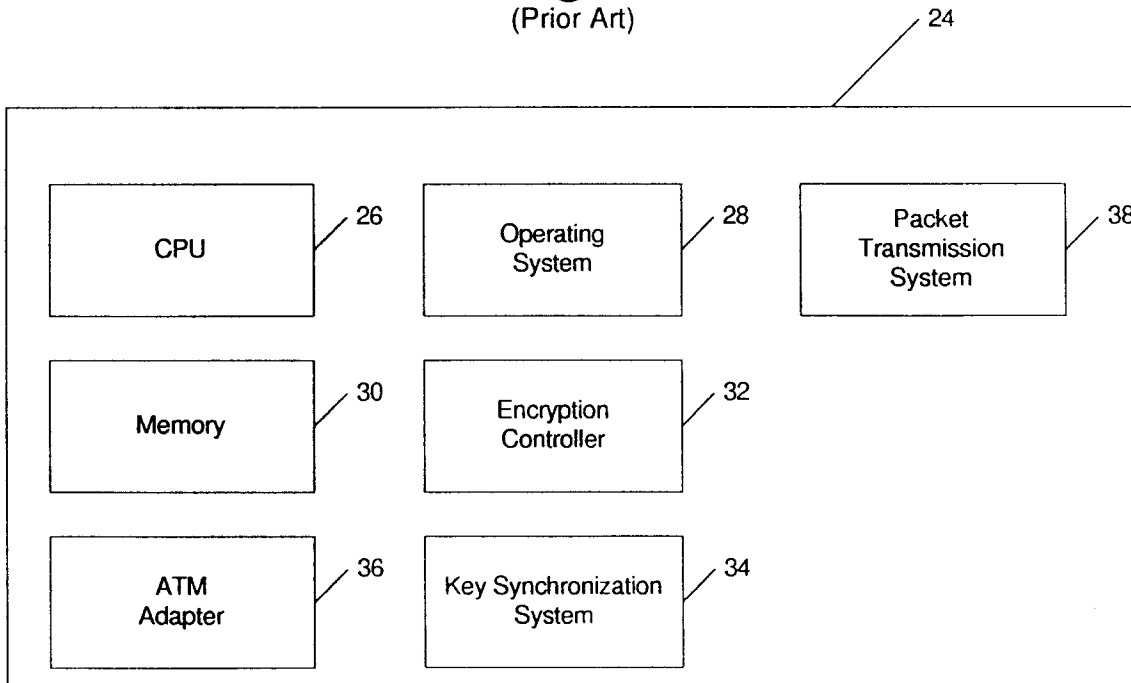 (Prior Art)
24
CPU
26
Operating
System
28
Packet
Transmission
System
38
Memory
30
Encryption
Controller
32
ATM
Adapter
36
Key Synchronization
System
34